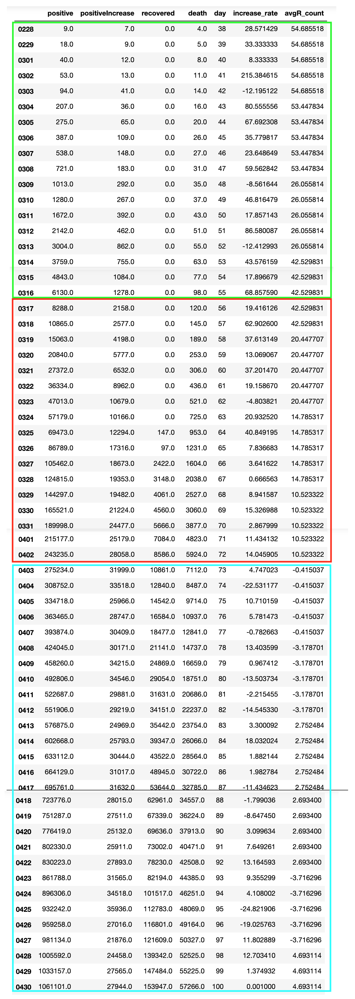 positive positiveIncrease recovered death day increase_rate avgR_count
0228 9.0 7.0 0.0 4.0 38 28.571429 54.685518
0229 18.0 9.0 0.0 5.0 39 33.333333 54.685518
0301 40.0 12.0 0.0 8.0 40 8.333333 54.685518
0302 53.0 13.0 0.0 11.0 41 215.384615 54.685518
0303 94.0 41.0 0.0 14.0 42 -12.195122 54.685518
0304 207.0 36.0 0.0 16.0 43 80.555556 53.447834
0305 275.0 65.0 0.0 20.0 44 67.692308 53.447834
0306 387.0 109.0 0.0 26.0 45 35.779817 53.447834
0307 538.0 148.0 0.0 27.0 46 23.648649 53.447834
0308 721.0 183.0 0.0 31.0 47 59.562842 53.447834
0309 1013.0 292.0 0.0 35.0 48 -8.561644 26.055814
0310 1280.0 267.0 0.0 37.0 49 46.816479 26.055814
0311 1672.0 392.0 0.0 43.0 50 17.857143 26.055814
0312 2142.0 462.0 0.0 51.0 51 86.580087 26.055814
0313 3004.0 862.0 0.0 55.0 52 -12.412993 26.055814
0314 3759.0 755.0 0.0 63.0 53 43.576159 42.529831
0315 4843.0 1084.0 0.0 77.0 54 17.896679 42.529831
0316 6130.0 1278.0 0.0 98.0 55 68.857590 42.529831
0317 8288.0 2158.0 0.0 120.0 56 19.416126 42.529831
0318 10865.0 2577.0 0.0 145.0 57 62.902600 42.529831
0319 15063.0 4198.0 0.0 189.0 58 37.613149 20.447707
0320 20840.0 5777.0 0.0 253.0 59 13.069067 20.447707
0321 27372.0 6532.0 0.0 306.0 60 37.201470 20.447707
0322 36334.0 8962.0 0.0 436.0 61 19.158670 20.447707
0323 47013.0 10679.0 0.0 521.0 62 -4.803821 20.447707
0324 57179.0 10166.0 0.0 725.0 63 20.932520 14.785317
0325 69473.0 12294.0 147.0 953.0 64 40.849195 14.785317
0326 86789.0 17316.0 97.0 1231.0 65 7.836683 14.785317
0327 105462.0 18673.0 2422.0 1604.0 66 3.641622 14.785317
0328 124815.0 19353.0 3148.0 2038.0 67 0.666563 14.785317
0329 144297.0 19482.0 4061.0 2527.0 68 8.941587 10.523322
0330 165521.0 21224.0 4560.0 3060.0 69 15.326988 10.523322
0331 189998.0 24477.0 5666.0 3877.0 70 2.867999 10.523322
0401 215177.0 25179.0 7084.0 4823.0 71 11.434132 10.523322
0402 243235.0 28058.0 8586.0 5924.0 72 14.045905 10.523322
0403 275234.0 31999.0 10861.0 7112.0 73 4.747023 -0.415037
0404 308752.0 33518.0 12840.0 8487.0 74 -22.531177 -0.415037
0405 334718.0 25966.0 14542.0 9714.0 75 10.710159 -0.415037
0406 363465.0 28747.0 16584.0 10937.0 76 5.781473 -0.415037
0407 393874.0 30409.0 18477.0 12841.0 77 -0.782663 -0.415037
0408 424045.0 30171.0 21141.0 14737.0 78 13.403599 -3.178701
0409 458260.0 34215.0 24869.0 16659.0 79 0.967412 -3.178701
0410 492806.0 34546.0 29054.0 18751.0 80 -13.503734 -3.178701
0411 522687.0 29881.0 31631.0 20686.0 81 -2.215455 -3.178701
0412 551906.0 29219.0 34151.0 22237.0 82 -14.545330 -3.178701
0413 576875.0 24969.0 35442.0 23754.0 83 3.300092 2.752484
0414 602668.0 25793.0 39347.0 26066.0 84 18.032024 2.752484
0415 633112.0 30444.0 43522.0 28564.0 85 1.882144 2.752484
0416 664129.0 31017.0 48945.0 30722.0 86 1.982784 2.752484
0417 695761.0 31632.0 53644.0 32785.0 87 -11.434623 2.752484
0418 723776.0 28015.0 62961.0 34557.0 88 -1.799036 2.693400
0419 751287.0 27511.0 67339.0 36224.0 89 -8.647450 2.693400
0420 776419.0 25132.0 69636.0 37913.0 90 3.099634 2.693400
0421 802330.0 25911.0 73002.0 40471.0 91 7.649261 2.693400
0422 830223.0 27893.0 78230.0 42508.0 92 13.164593 2.693400
0423 861788.0 31565.0 82194.0 44385.0 93 9.355299 -3.716296
0424 896306.0 34518.0 101517.0 46251.0 94 4.108002 -3.716296
0425 932242.0 35936.0 112783.0 48069.0 95 -24.821906 -3.716296
0426 959258.0 27016.0 116801.0 49164.0 96 -19.025763 -3.716296
0427 981134.0 21876.0 121609.0 50327.0 97 11.802889 -3.716296
0428 1005592.0 24458.0 139342.0 52525.0 98 12.703410 4.693114
0429 1033157.0 27565.0 147484.0 55225.0 99 1.374932 4.693114
0430 1061101.0 27944.0 153947.0 57266.0 100 0.001000 4.693114